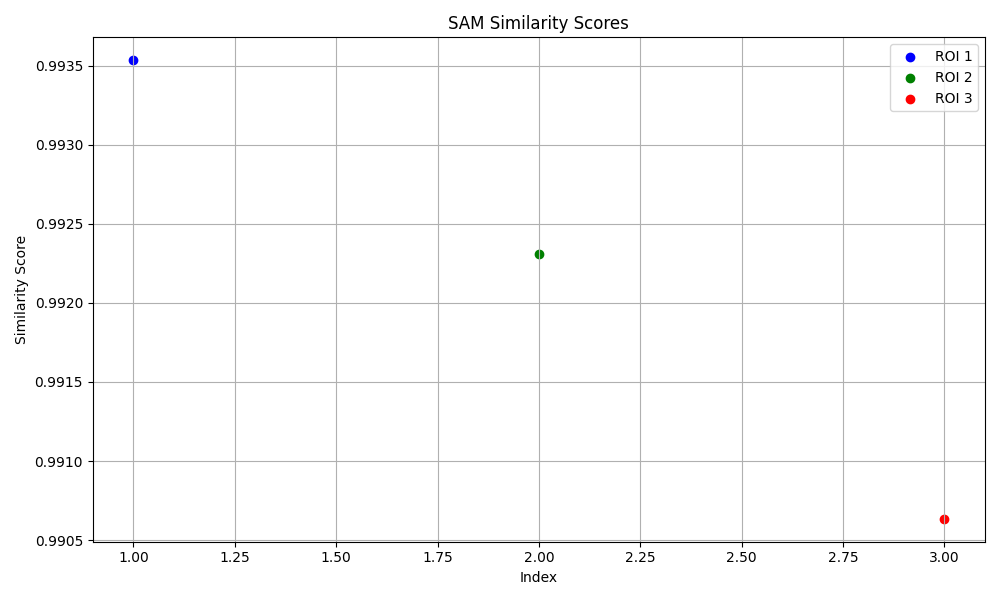 SAM Similarity Scores
ROI 1
ROI 2
ROI 3
Similarity Score
0.9935
0.9930
0.9925
0.9920
0.9915
0.9910
0.9905
1.00 1.25 1.50 1.75 2.00 2.25 2.50 2.75 3.00
Index